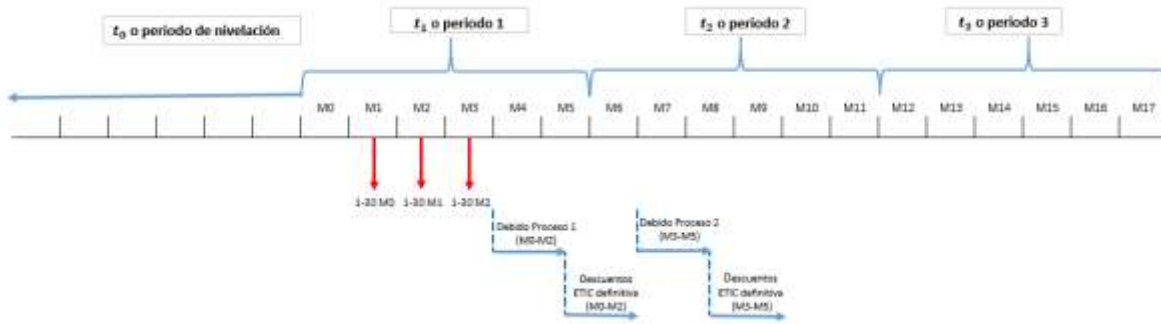 t₀ o periodo de nivelación
t₁ o periodo 1
t₂ o periodo 2
t₃ o periodo 3
M0 M1 M2 M3 M4 M5 M6 M7 M8 M9 M10 M11 M12 M13 M14 M15 M16 M17
1-30 M0 1-30 M1 1-30 M2
Debido Proceso 1
(M0-M2)
Debido Proceso 2
(M3-M5)
Descuentos
ETIC definitiva
(M0-M2)
Descuentos
ETIC definitiva
(M3-M5)